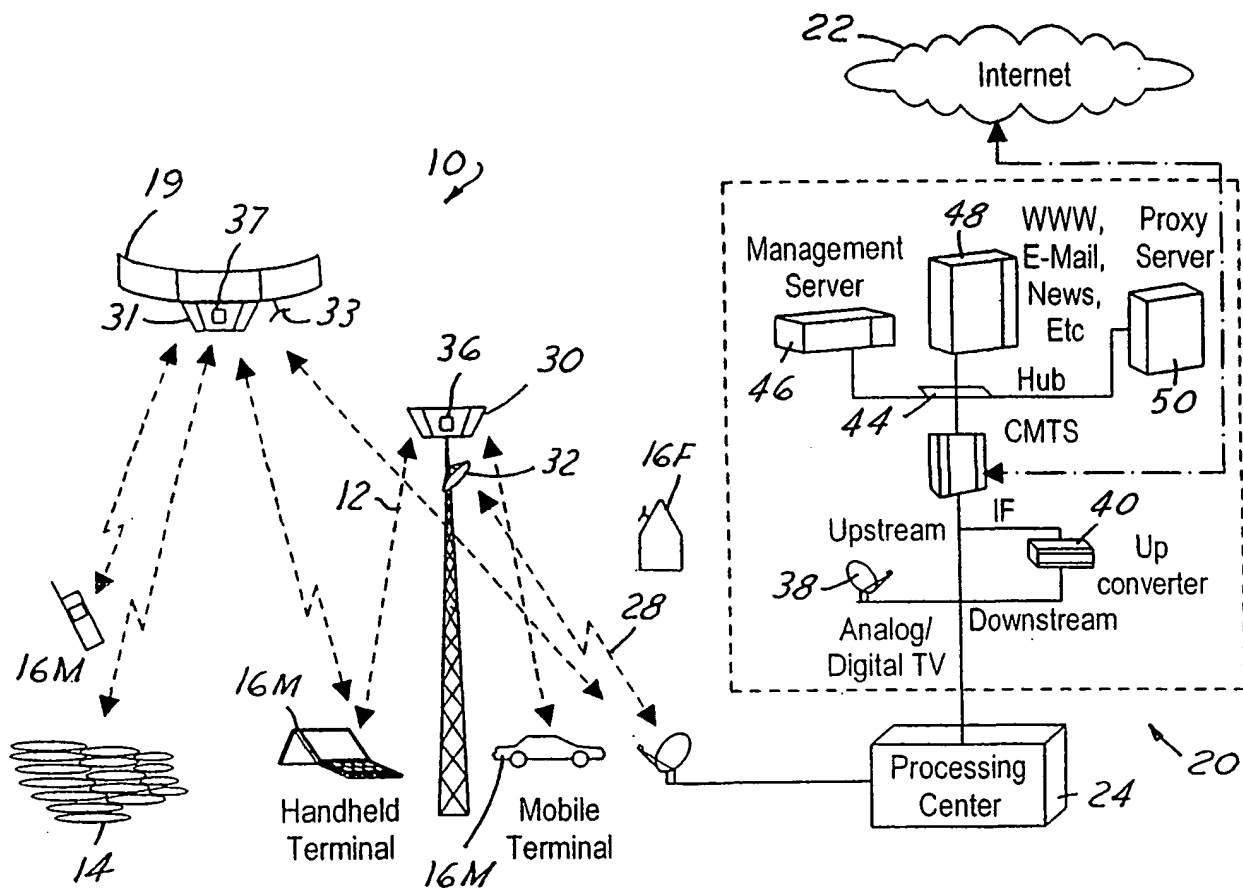 22
Internet
10
19
37
31
33
48
WWW,
E-Mail,
News,
Etc
Proxy
Server
Management
Server
46
44
Hub
50
CMTS
36
30
32
12
16F
IF
40
Upstream
Up
converter
38
28
Downstream
Analog/
Digital TV
16M
16M
14
Handheld
Terminal
16M
Mobile
Terminal
Processing
Center
24
20